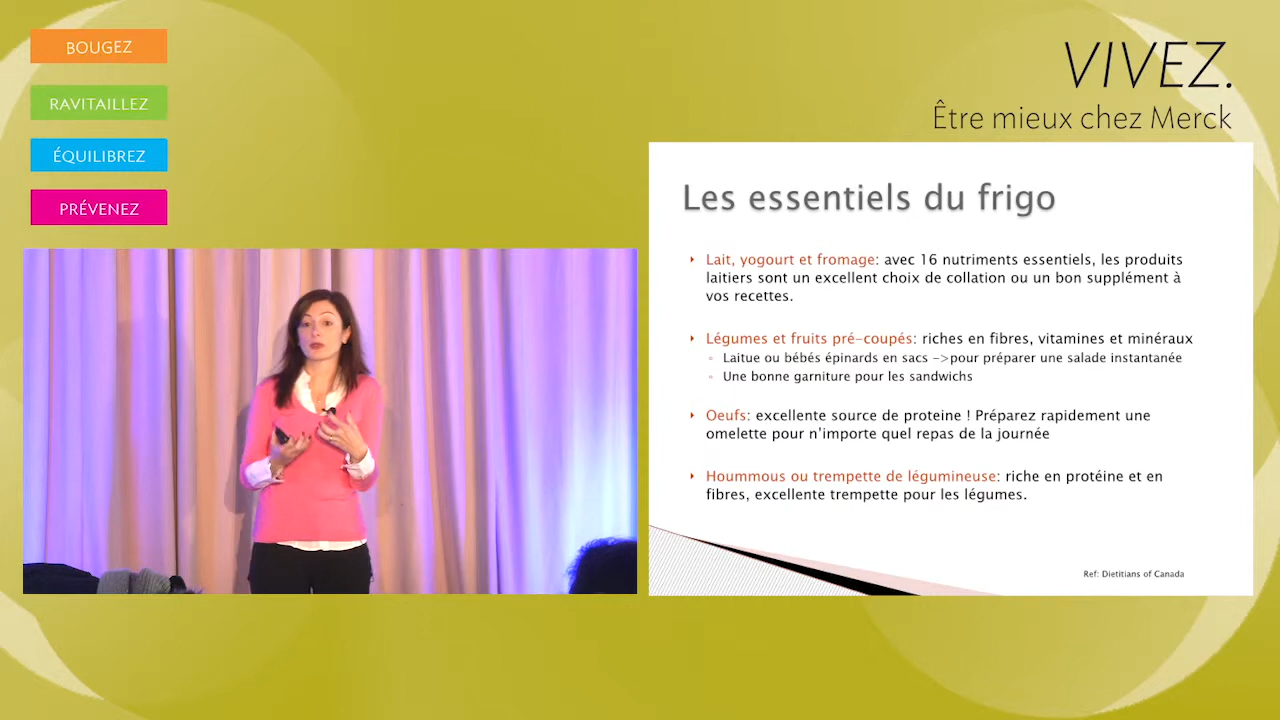 BOUGEZ
RAVITAILLEZ
ÉQUILIBREZ
PRÉVENEZ
VIVEZ.
Être mieux chez Merck
Les essentiels du frigo
Lait, yogourt et fromage: avec 16 nutriments essentiels, les produits
laitiers sont un excellent choix de collation ou un bon supplément à
vos recettes.
Légumes et fruits pré-coupés: riches en fibres, vitamines et minéraux
Laitue ou bébés épinards en sacs ->pour préparer une salade instantanée
Une bonne garniture pour les sandwichs
Oeufs: excellente source de proteine ! Préparez rapidement une
omelette pour n'importe quel repas de la journée
Hoummous ou trempette de légumineuse: riche en protéine et en
fibres, excellente trempette pour les légumes.
Ref: Dietitians of Canada